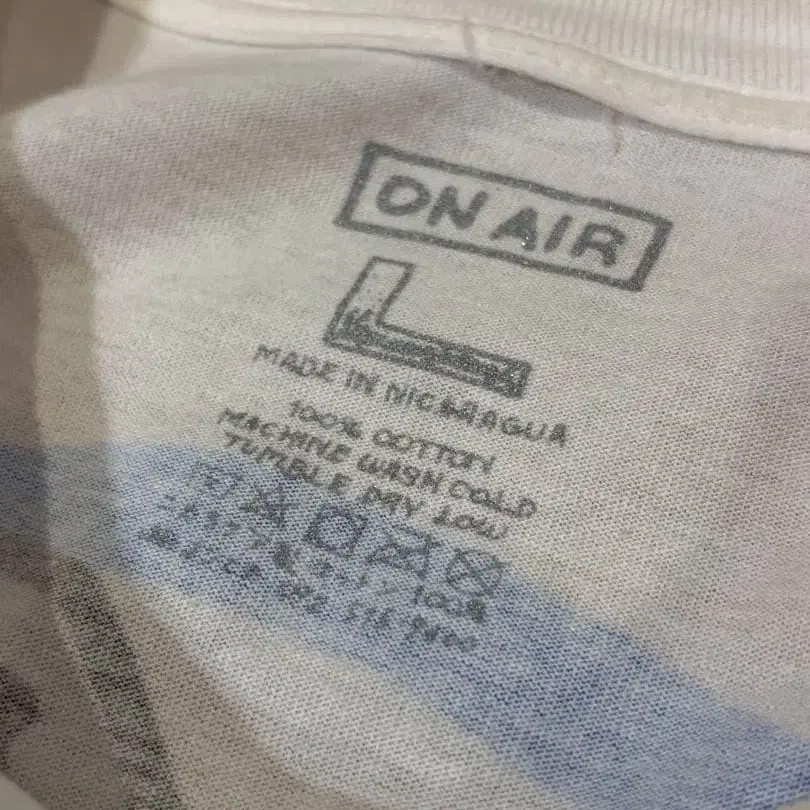 ON AIR
L
MADE IN NICARAGUA
100% COTTON
MACHINE WASH COLD
TUMBLE DRY LOW